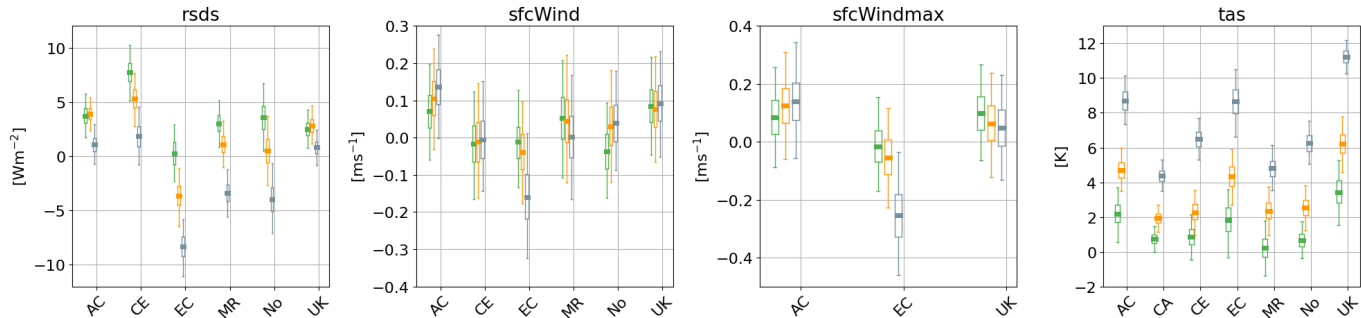 rsds
[Wm⁻²]
10
5
0
−5
−10
AC CE EC MR No UK
sfcWind
[ms⁻¹]
0.3
0.2
0.1
0.0
−0.1
−0.2
−0.3
−0.4
AC CE EC MR No UK
sfcWindmax
[ms⁻¹]
0.4
0.2
0.0
−0.2
−0.4
AC EC UK
tas
[K]
12
10
8
6
4
2
0
−2
AC CA CE EC MR No UK